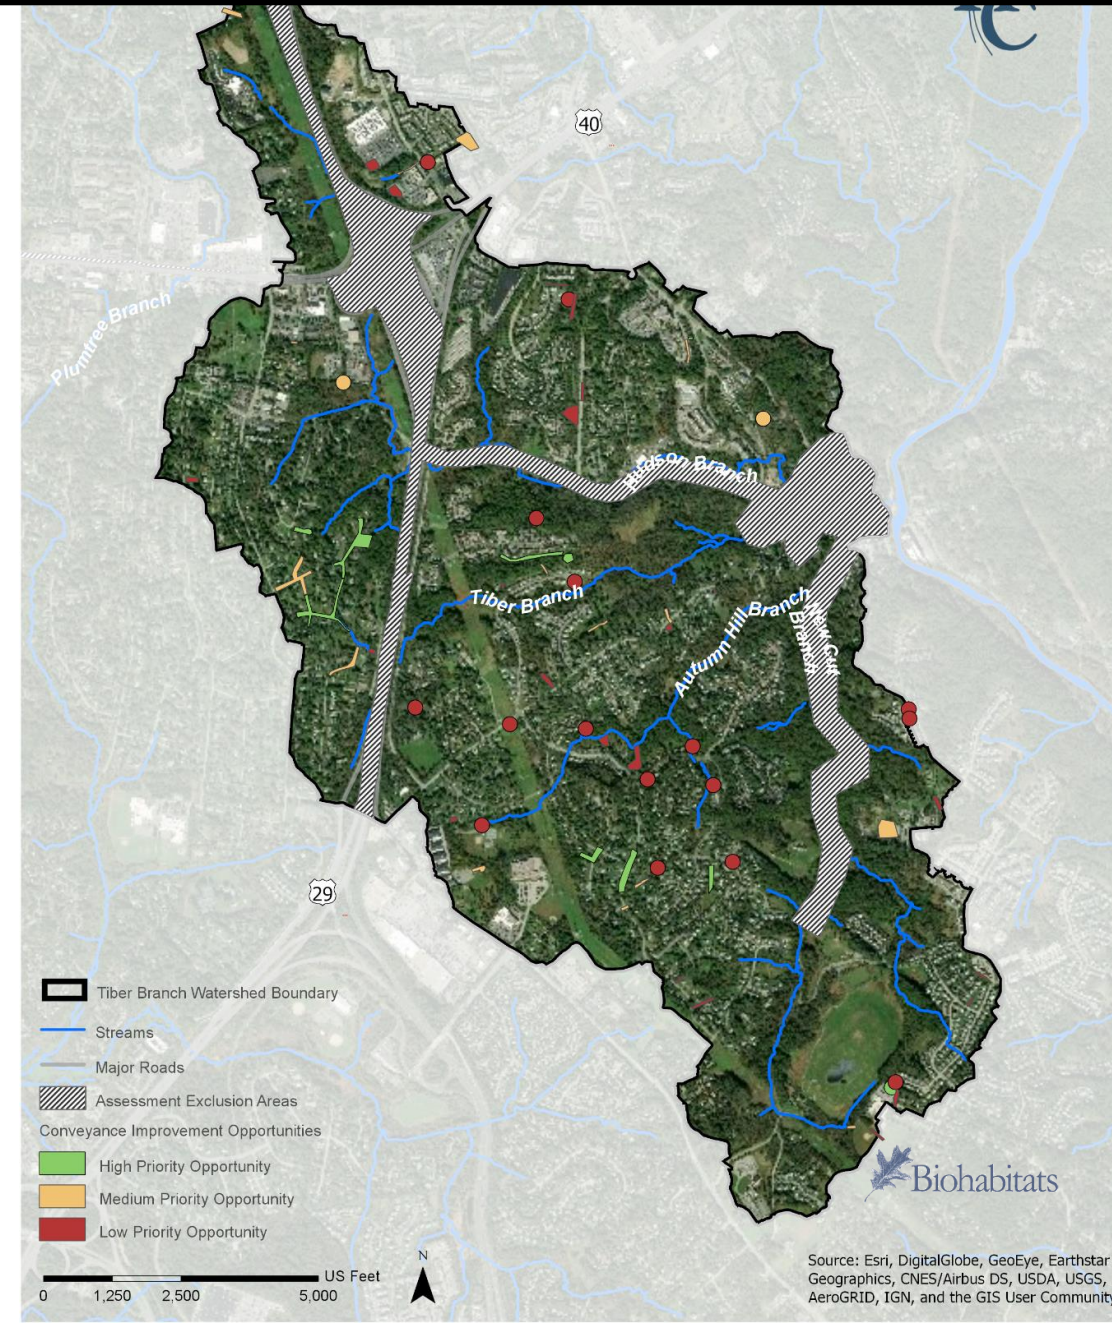 C
40
Plumtree Branch
Hudson Branch
Tiber Branch
Autumn Hill Branch
New Cut
Branch
29
Tiber Branch Watershed Boundary
Streams
Major Roads
Assessment Exclusion Areas
Conveyance Improvement Opportunities
High Priority Opportunity
Medium Priority Opportunity
Low Priority Opportunity
Biohabitats
N
US Feet
0 1,250 2,500 5,000
Source: Esri, DigitalGlobe, GeoEye, Earthstar
Geographics, CNES/Airbus DS, USDA, USGS,
AeroGRID, IGN, and the GIS User Community